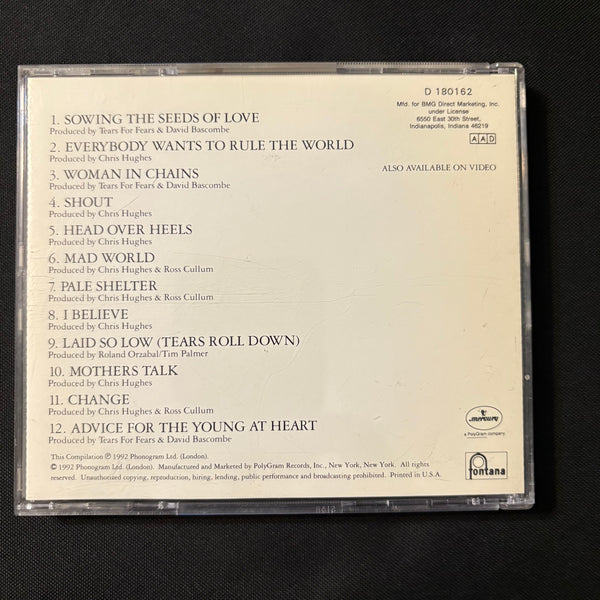 D 180162
Mfd. for BMG Direct Marketing, Inc.
under License
6550 East 30th Street,
Indianapolis, Indiana 46219
AAD
ALSO AVAILABLE ON VIDEO
1. SOWING THE SEEDS OF LOVE
Produced by Tears For Fears & David Bascombe
2. EVERYBODY WANTS TO RULE THE WORLD
Produced by Chris Hughes
3. WOMAN IN CHAINS
Produced by Tears For Fears & David Bascombe
4. SHOUT
Produced by Chris Hughes
5. HEAD OVER HEELS
Produced by Chris Hughes
6. MAD WORLD
Produced by Chris Hughes & Ross Cullum
7. PALE SHELTER
Produced by Chris Hughes & Ross Cullum
8. I BELIEVE
Produced by Chris Hughes
9. LAID SO LOW (TEARS ROLL DOWN)
Produced by Roland Orzabal/Tim Palmer
10. MOTHERS TALK
Produced by Chris Hughes
11. CHANGE
Produced by Chris Hughes & Ross Cullum
12. ADVICE FOR THE YOUNG AT HEART
Produced by Tears For Fears & David Bascombe
This Compilation ℗ 1992 Phonogram Ltd. (London).
© 1992 Phonogram Ltd. (London). Manufactured and Marketed by PolyGram Records, Inc., New York, New York. All rights
reserved. Unauthorized copying, reproduction, hiring, lending, public performance and broadcasting prohibited. Printed in U.S.A.
mercury
a PolyGram company
fontana